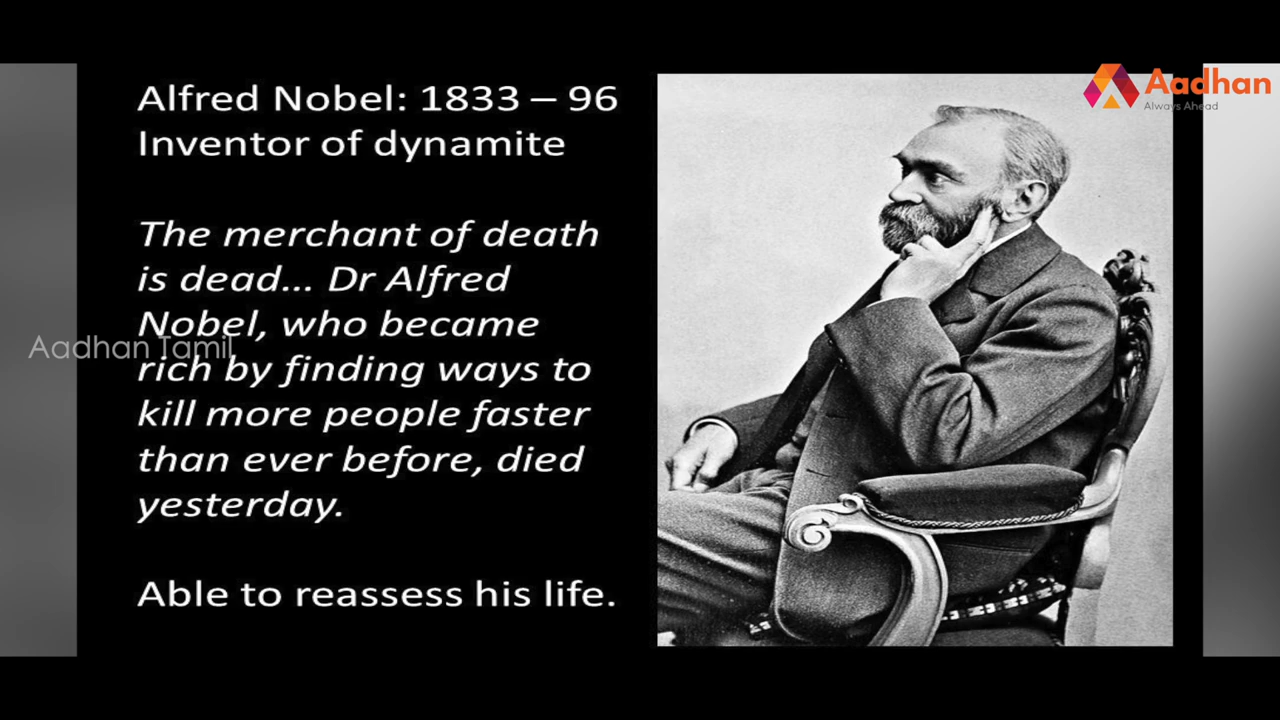 Alfred Nobel: 1833 – 96
Inventor of dynamite
The merchant of death
is dead... Dr Alfred
Nobel, who became
rich by finding ways to
kill more people faster
than ever before, died
yesterday.
Able to reassess his life.
Aadhan Tamil
Aadhan
Always Ahead